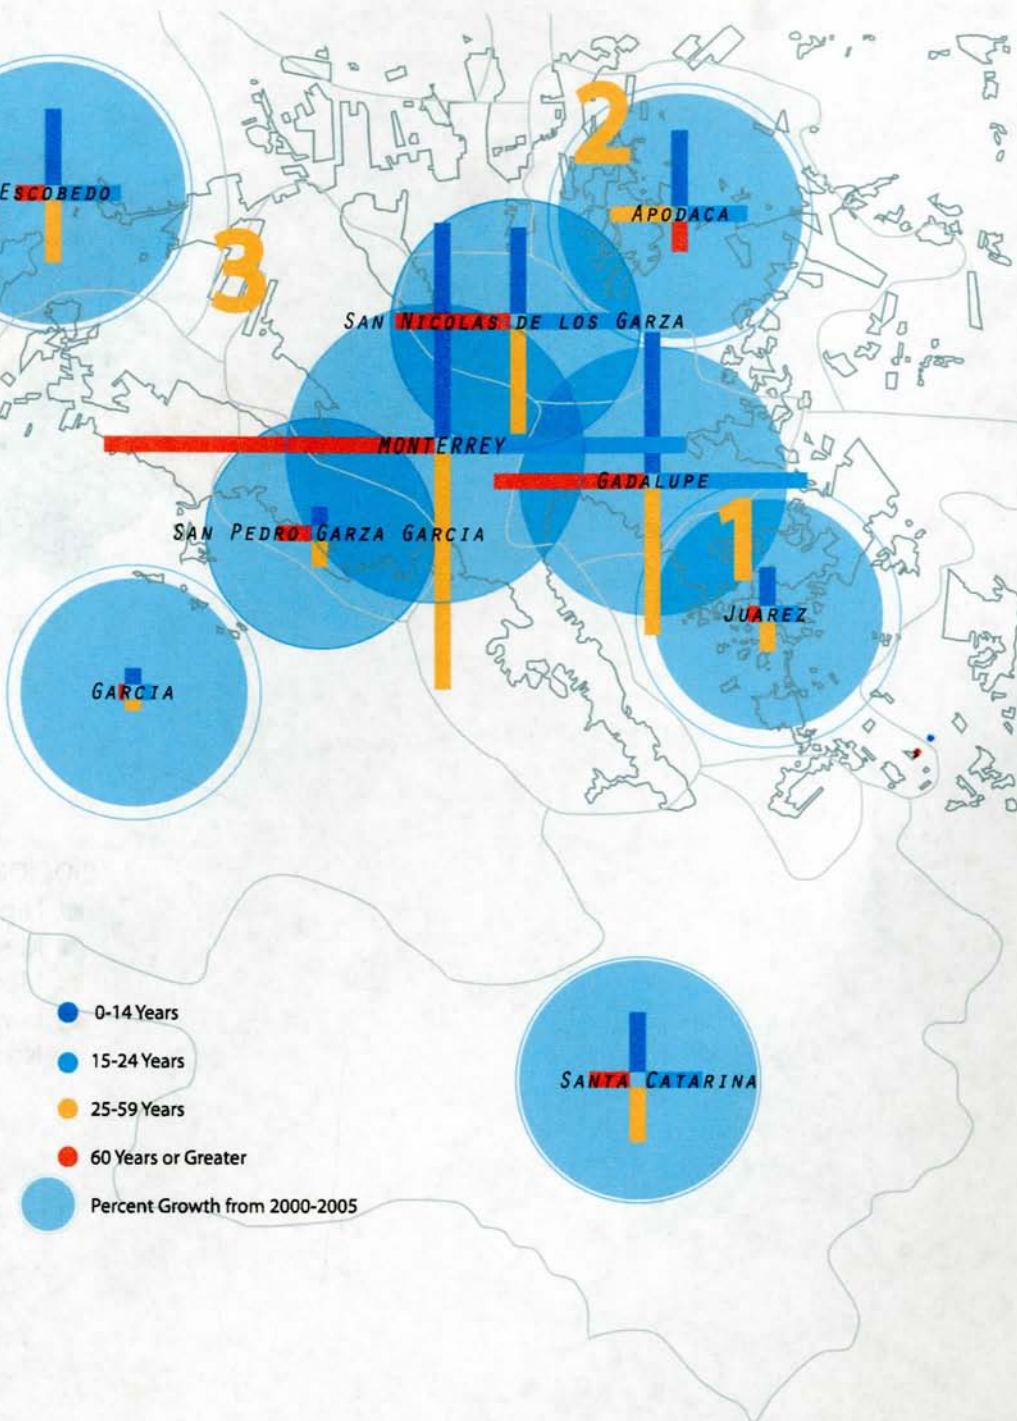 2
ESCOBEDO
APODACA
3
SAN NICOLAS DE LOS GARZA
MONTERREY
GADALUPE
1
SAN PEDRO GARZA GARCIA
JUAREZ
GARCIA
0-14 Years
15-24 Years
25-59 Years
60 Years or Greater
SANTA CATARINA
Percent Growth from 2000-2005